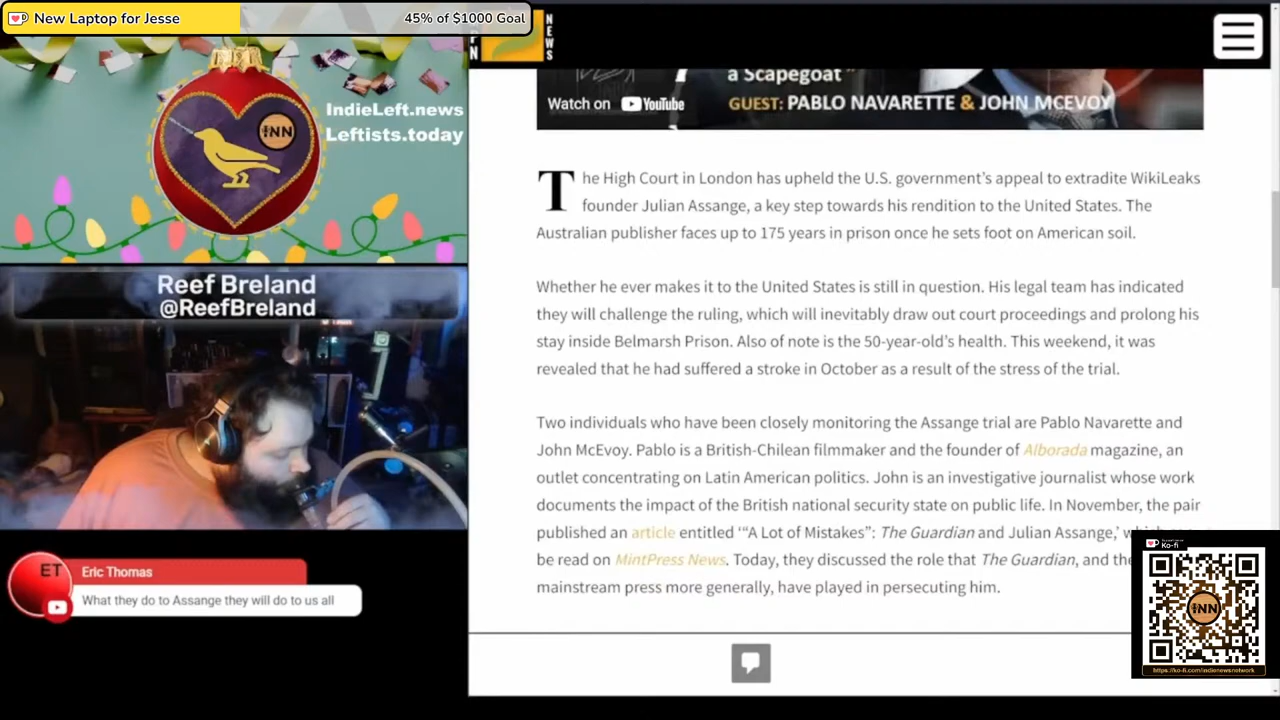 New Laptop for Jesse
45% of $1000 Goal
IndieLeft.news
Leftists.today
INN
Reef Breland
@ReefBreland
ET
Eric Thomas
What they do to Assange they will do to us all
NEWS
a Scapegoat "
Watch on YouTube
GUEST: PABLO NAVARETTE & JOHN MCEVOY
The High Court in London has upheld the U.S. government's appeal to extradite WikiLeaks
founder Julian Assange, a key step towards his rendition to the United States. The
Australian publisher faces up to 175 years in prison once he sets foot on American soil.
Whether he ever makes it to the United States is still in question. His legal team has indicated
they will challenge the ruling, which will inevitably draw out court proceedings and prolong his
stay inside Belmarsh Prison. Also of note is the 50-year-old's health. This weekend, it was
revealed that he had suffered a stroke in October as a result of the stress of the trial.
Two individuals who have been closely monitoring the Assange trial are Pablo Navarette and
John McEvoy. Pablo is a British-Chilean filmmaker and the founder of Alborada magazine, an
outlet concentrating on Latin American politics. John is an investigative journalist whose work
documents the impact of the British national security state on public life. In November, the pair
published an article entitled '"A Lot of Mistakes": The Guardian and Julian Assange,'
be read on MintPress News. Today, they discussed the role that The Guardian, and the
mainstream press more generally, have played in persecuting him.
Ko-fi
INN
https://ko-fi.com/indienewsnetwork